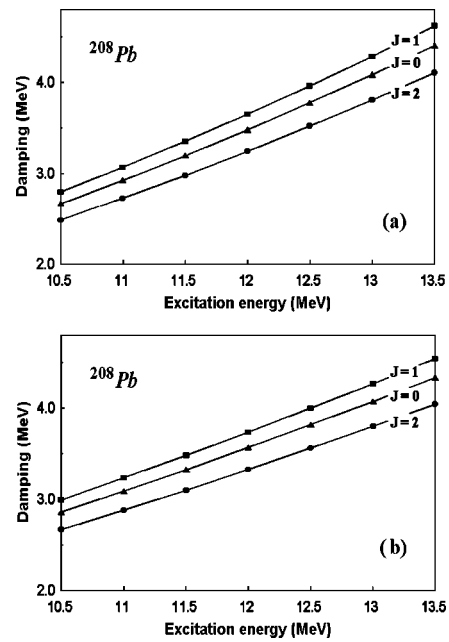 ²⁰⁸Pb
J = 1
J = 0
J = 2
(a)
Damping (MeV)
4.0
3.0
2.0
10.5 11 11.5 12 12.5 13 13.5
Excitation energy (MeV)
²⁰⁸Pb
J = 1
J = 0
J = 2
(b)
Damping (MeV)
4.0
3.0
2.0
10.5 11 11.5 12 12.5 13 13.5
Excitation energy (MeV)